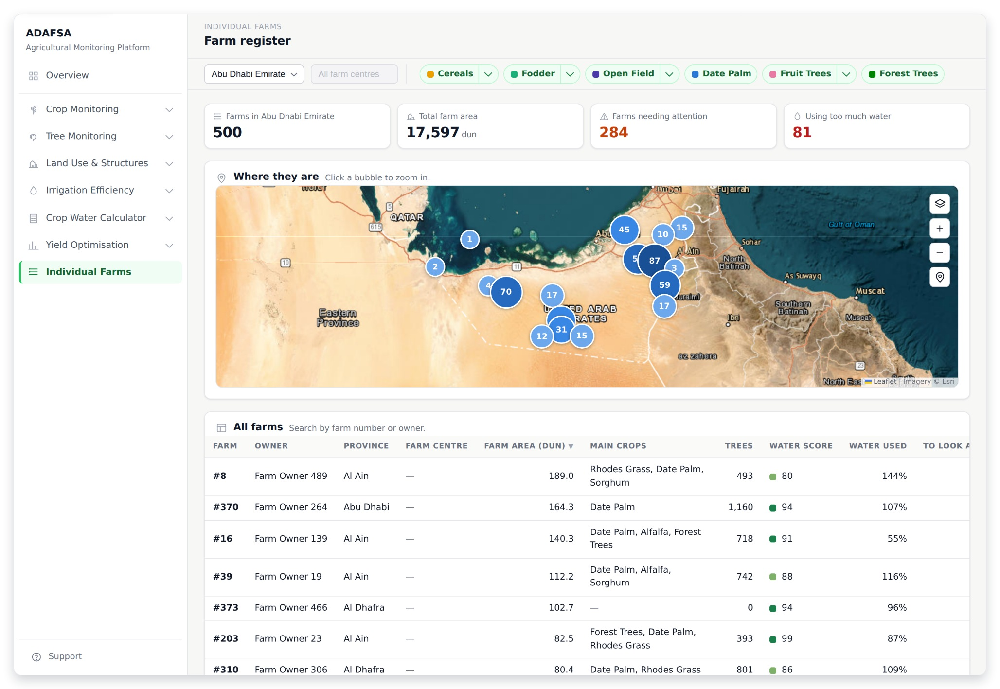 ADAFSA
Agricultural Monitoring Platform
Overview
Crop Monitoring
Tree Monitoring
Land Use & Structures
Irrigation Efficiency
Crop Water Calculator
Yield Optimisation
Individual Farms
Support
INDIVIDUAL FARMS
Farm register
Abu Dhabi Emirate
All farm centres
Cereals
Fodder
Open Field
Date Palm
Fruit Trees
Forest Trees
Farms in Abu Dhabi Emirate
500
Total farm area
17,597 dun
Farms needing attention
284
Using too much water
81
Where they are Click a bubble to zoom in.
Dubai
Fujairah
5
QATAR
615
Gulf of Oman
45
10
15
1
Sohar
Al Ain
10
2
11
5
87
3
North
Batinah
As Suwayq
4
70
17
59
Muscat
17
Eastern
Province
ARAB
Southern
Batinah
Ibri
Muscat
12
31
15
az zahera
23
Leaflet | Imagery © Esri
All farms Search by farm number or owner.
FARM OWNER PROVINCE FARM CENTRE FARM AREA (DUN) ▼ MAIN CROPS TREES WATER SCORE WATER USED TO LOOK A
#8 Farm Owner 489 Al Ain — 189.0 Rhodes Grass, Date Palm, Sorghum 493 80 144%
#370 Farm Owner 264 Abu Dhabi — 164.3 Date Palm 1,160 94 107%
#16 Farm Owner 139 Al Ain — 140.3 Date Palm, Alfalfa, Forest Trees 718 91 55%
#39 Farm Owner 19 Al Ain — 112.2 Date Palm, Alfalfa, Sorghum 742 88 116%
#373 Farm Owner 466 Al Dhafra — 102.7 — 0 94 96%
#203 Farm Owner 23 Al Ain — 82.5 Forest Trees, Date Palm, Rhodes Grass 393 99 87%
#310 Farm Owner 306 Al Dhafra — 80.4 Date Palm, Rhodes Grass 801 86 109%